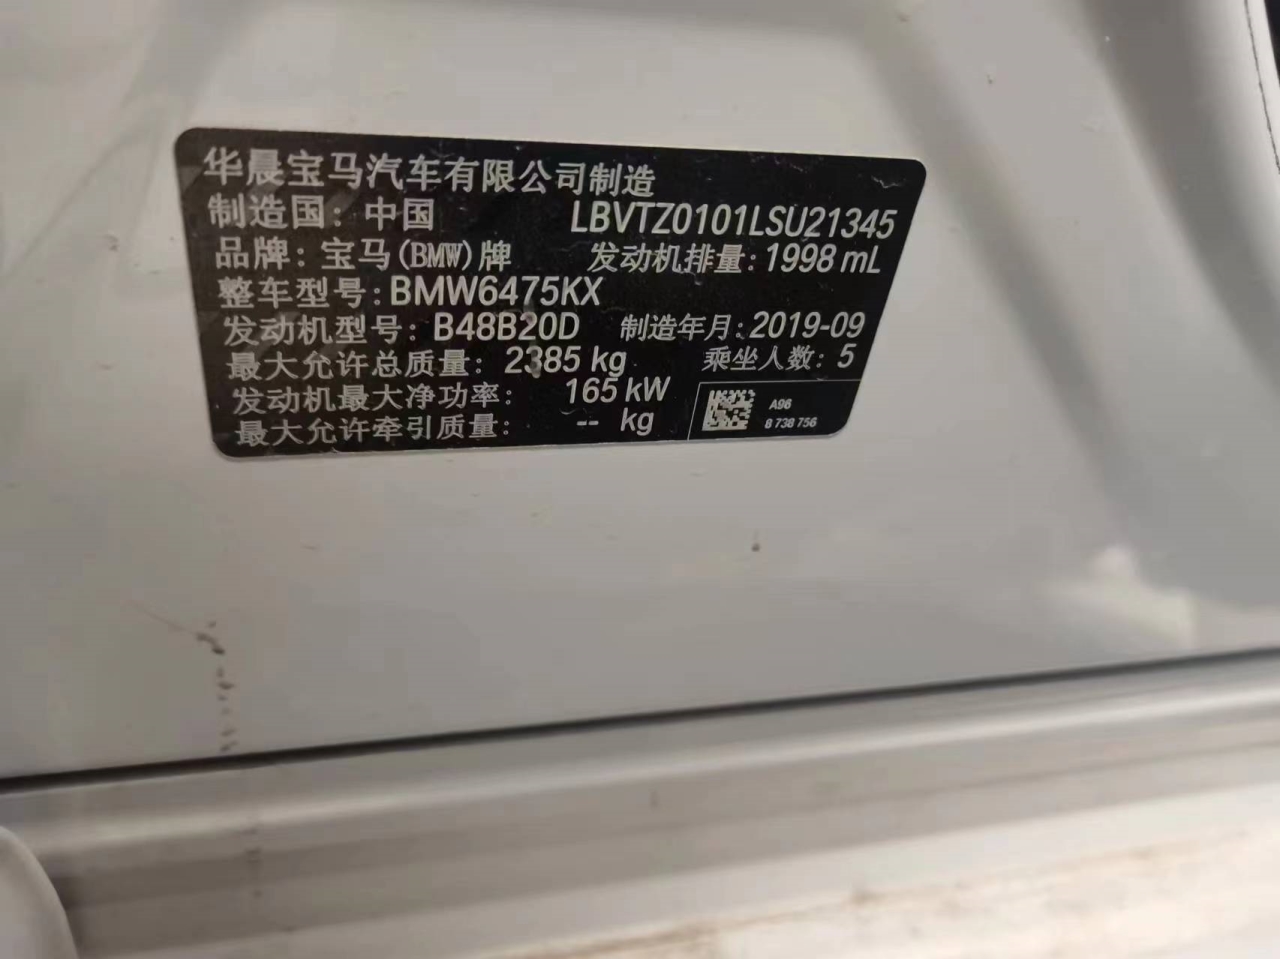 华晨宝马汽车有限公司制造
制造国：中国 LBVTZ0101LSU21345
品牌：宝马(BMW)牌 发动机排量：1998 mL
整车型号：BMW6475KX
发动机型号：B48B20D 制造年月：2019-09
最大允许总质量：2385 kg 乘坐人数：5
发动机最大净功率：165 kW
最大允许牵引质量：-- kg
A96
8 738 756